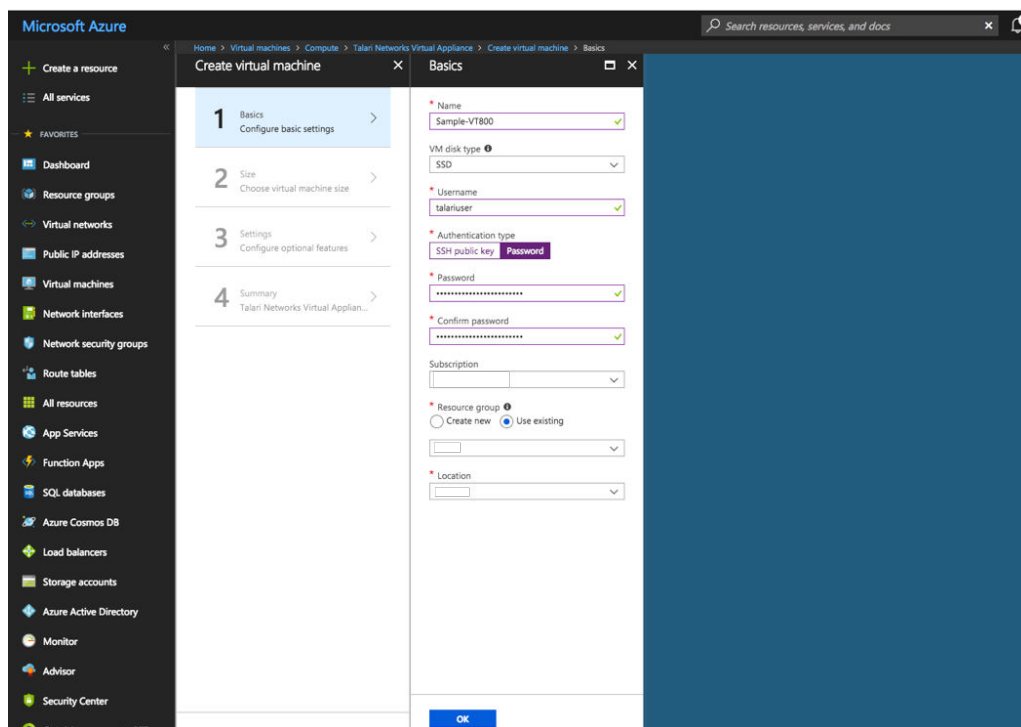 Microsoft Azure
Search resources, services, and docs
Home > Virtual machines > Compute > Talari Networks Virtual Appliance > Create virtual machine > Basics
Create a resource
All services
FAVORITES
Dashboard
Resource groups
Virtual networks
Public IP addresses
Virtual machines
Network interfaces
Network security groups
Route tables
All resources
App Services
Function Apps
SQL databases
Azure Cosmos DB
Load balancers
Storage accounts
Azure Active Directory
Monitor
Advisor
Security Center
Create virtual machine
1
Basics
Configure basic settings
2
Size
Choose virtual machine size
3
Settings
Configure optional features
4
Summary
Talari Networks Virtual Applian...
Basics
* Name
Sample-VT800
VM disk type
SSD
* Username
talariuser
* Authentication type
SSH public key Password
* Password
•••••••••••••••••••••••
* Confirm password
•••••••••••••••••••••••
Subscription
* Resource group
Create new Use existing
* Location
OK